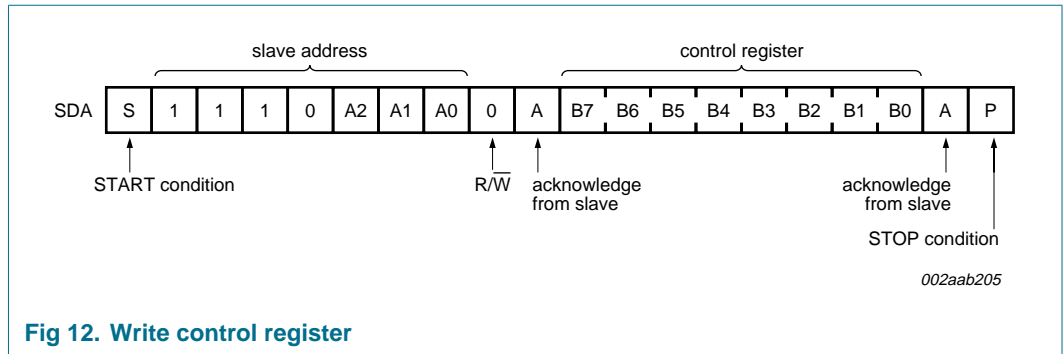 slave address control register
SDA S 1 1 1 0 A2 A1 A0 0 A B7 B6 B5 B4 B3 B2 B1 B0 A P
START condition R/W̅ acknowledge from slave acknowledge from slave
STOP condition
002aab205
Fig 12. Write control register